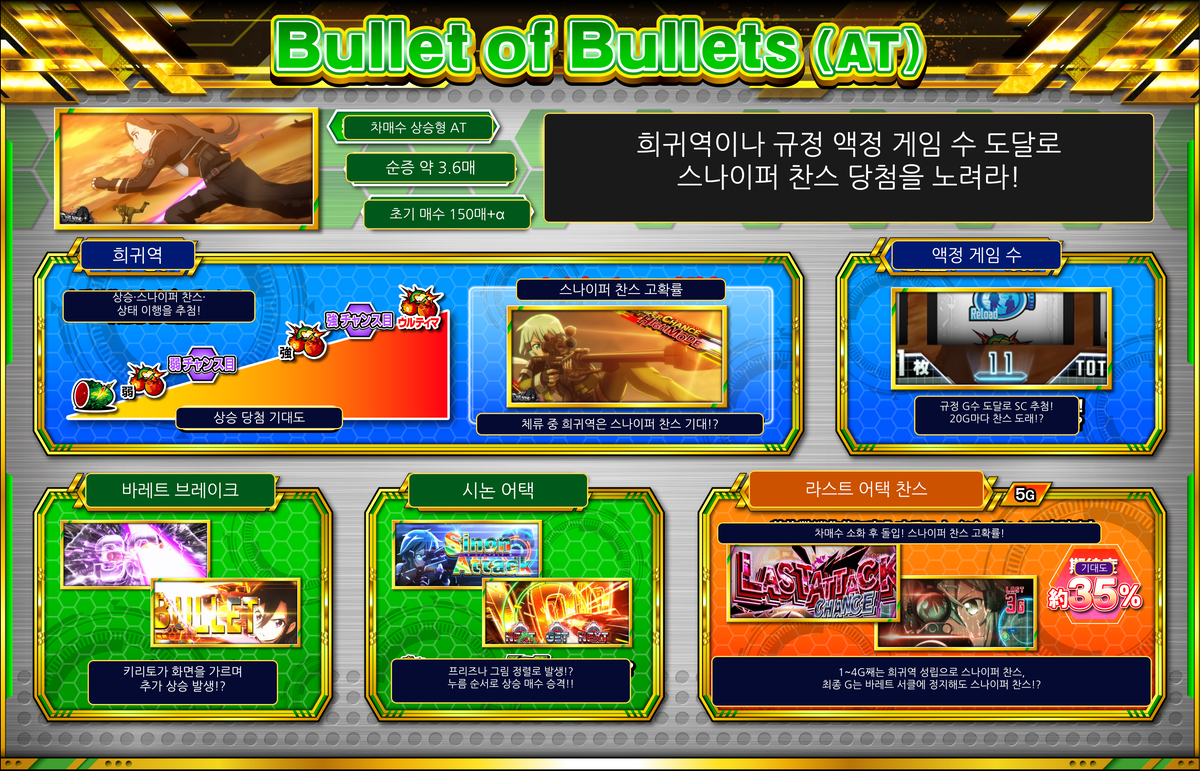 Bullet of Bullets (AT)
차매수 상승형 AT
순증 약 3.6매
초기 매수 150매+α
희귀역이나 규정 액정 게임 수 도달로
스나이퍼 찬스 당첨을 노려라!
희귀역
상승·스나이퍼 찬스·
상태 이행을 추첨!
弱
弱チャンス目
強
強チャンス目
ウルティマ
상승 당첨 기대도
스나이퍼 찬스 고확률
체류 중 희귀역은 스나이퍼 찬스 기대!?
액정 게임 수
Reload
1枚
11
TOT
규정 G수 도달로 SC 추첨!
20G마다 찬스 도래!?
바레트 브레이크
BULLET
키리토가 화면을 가르며
추가 상승 발생!?
시논 어택
Sinon
Attack
NEXT GET NEXT
프리즈나 그림 정렬로 발생!?
누름 순서로 상승 매수 승격!!
라스트 어택 찬스
5G
차매수 소화 후 돌입! 스나이퍼 찬스 고확률!
LAST ATTACK
CHANCE!
LAST
3G
기대도
約35%
1~4G째는 희귀역 성립으로 스나이퍼 찬스,
최종 G는 바레트 서클에 정지해도 스나이퍼 찬스!?